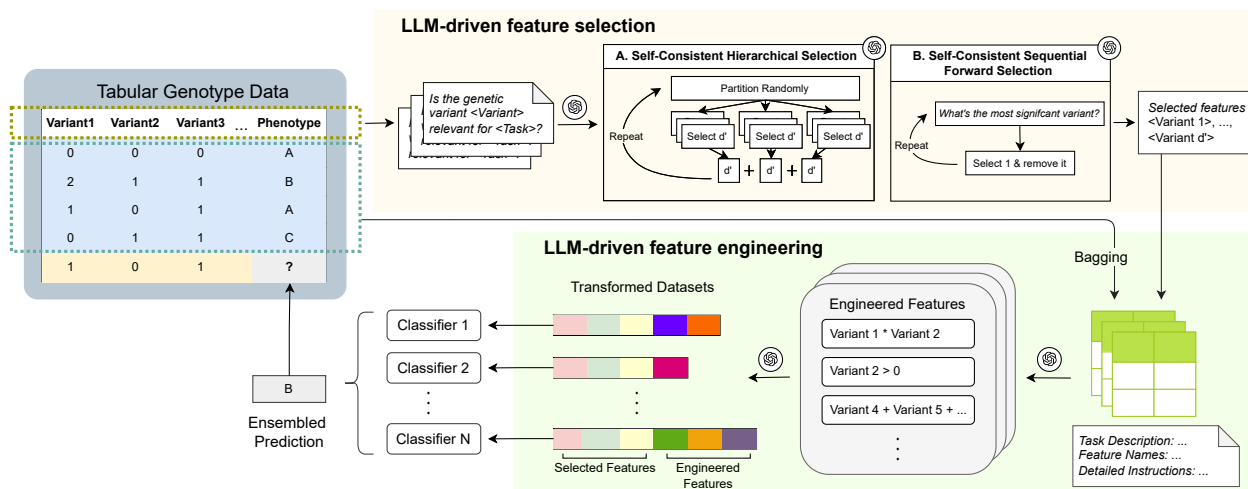 LLM-driven feature selection
Tabular Genotype Data
Variant1 Variant2 Variant3 ... Phenotype
0 0 0 A
2 1 1 B
1 0 1 A
0 1 1 C
1 0 1 ?
Is the genetic
variant <Variant>
relevant for <Task>?
A. Self-Consistent Hierarchical Selection
Partition Randomly
Repeat
Select d' Select d' Select d'
d' + d' + d'
B. Self-Consistent Sequential
Forward Selection
What's the most signifcant variant?
Repeat
Select 1 & remove it
Selected features
<Variant 1>, ...,
<Variant d'>
LLM-driven feature engineering
Bagging
Transformed Datasets
Engineered Features
Variant 1 * Variant 2
Variant 2 > 0
Variant 4 + Variant 5 + ...
Classifier 1
Classifier 2
Classifier N
B
Ensembled
Prediction
Selected Features
Engineered
Features
Task Description: ...
Feature Names: ...
Detailed Instructions: ...